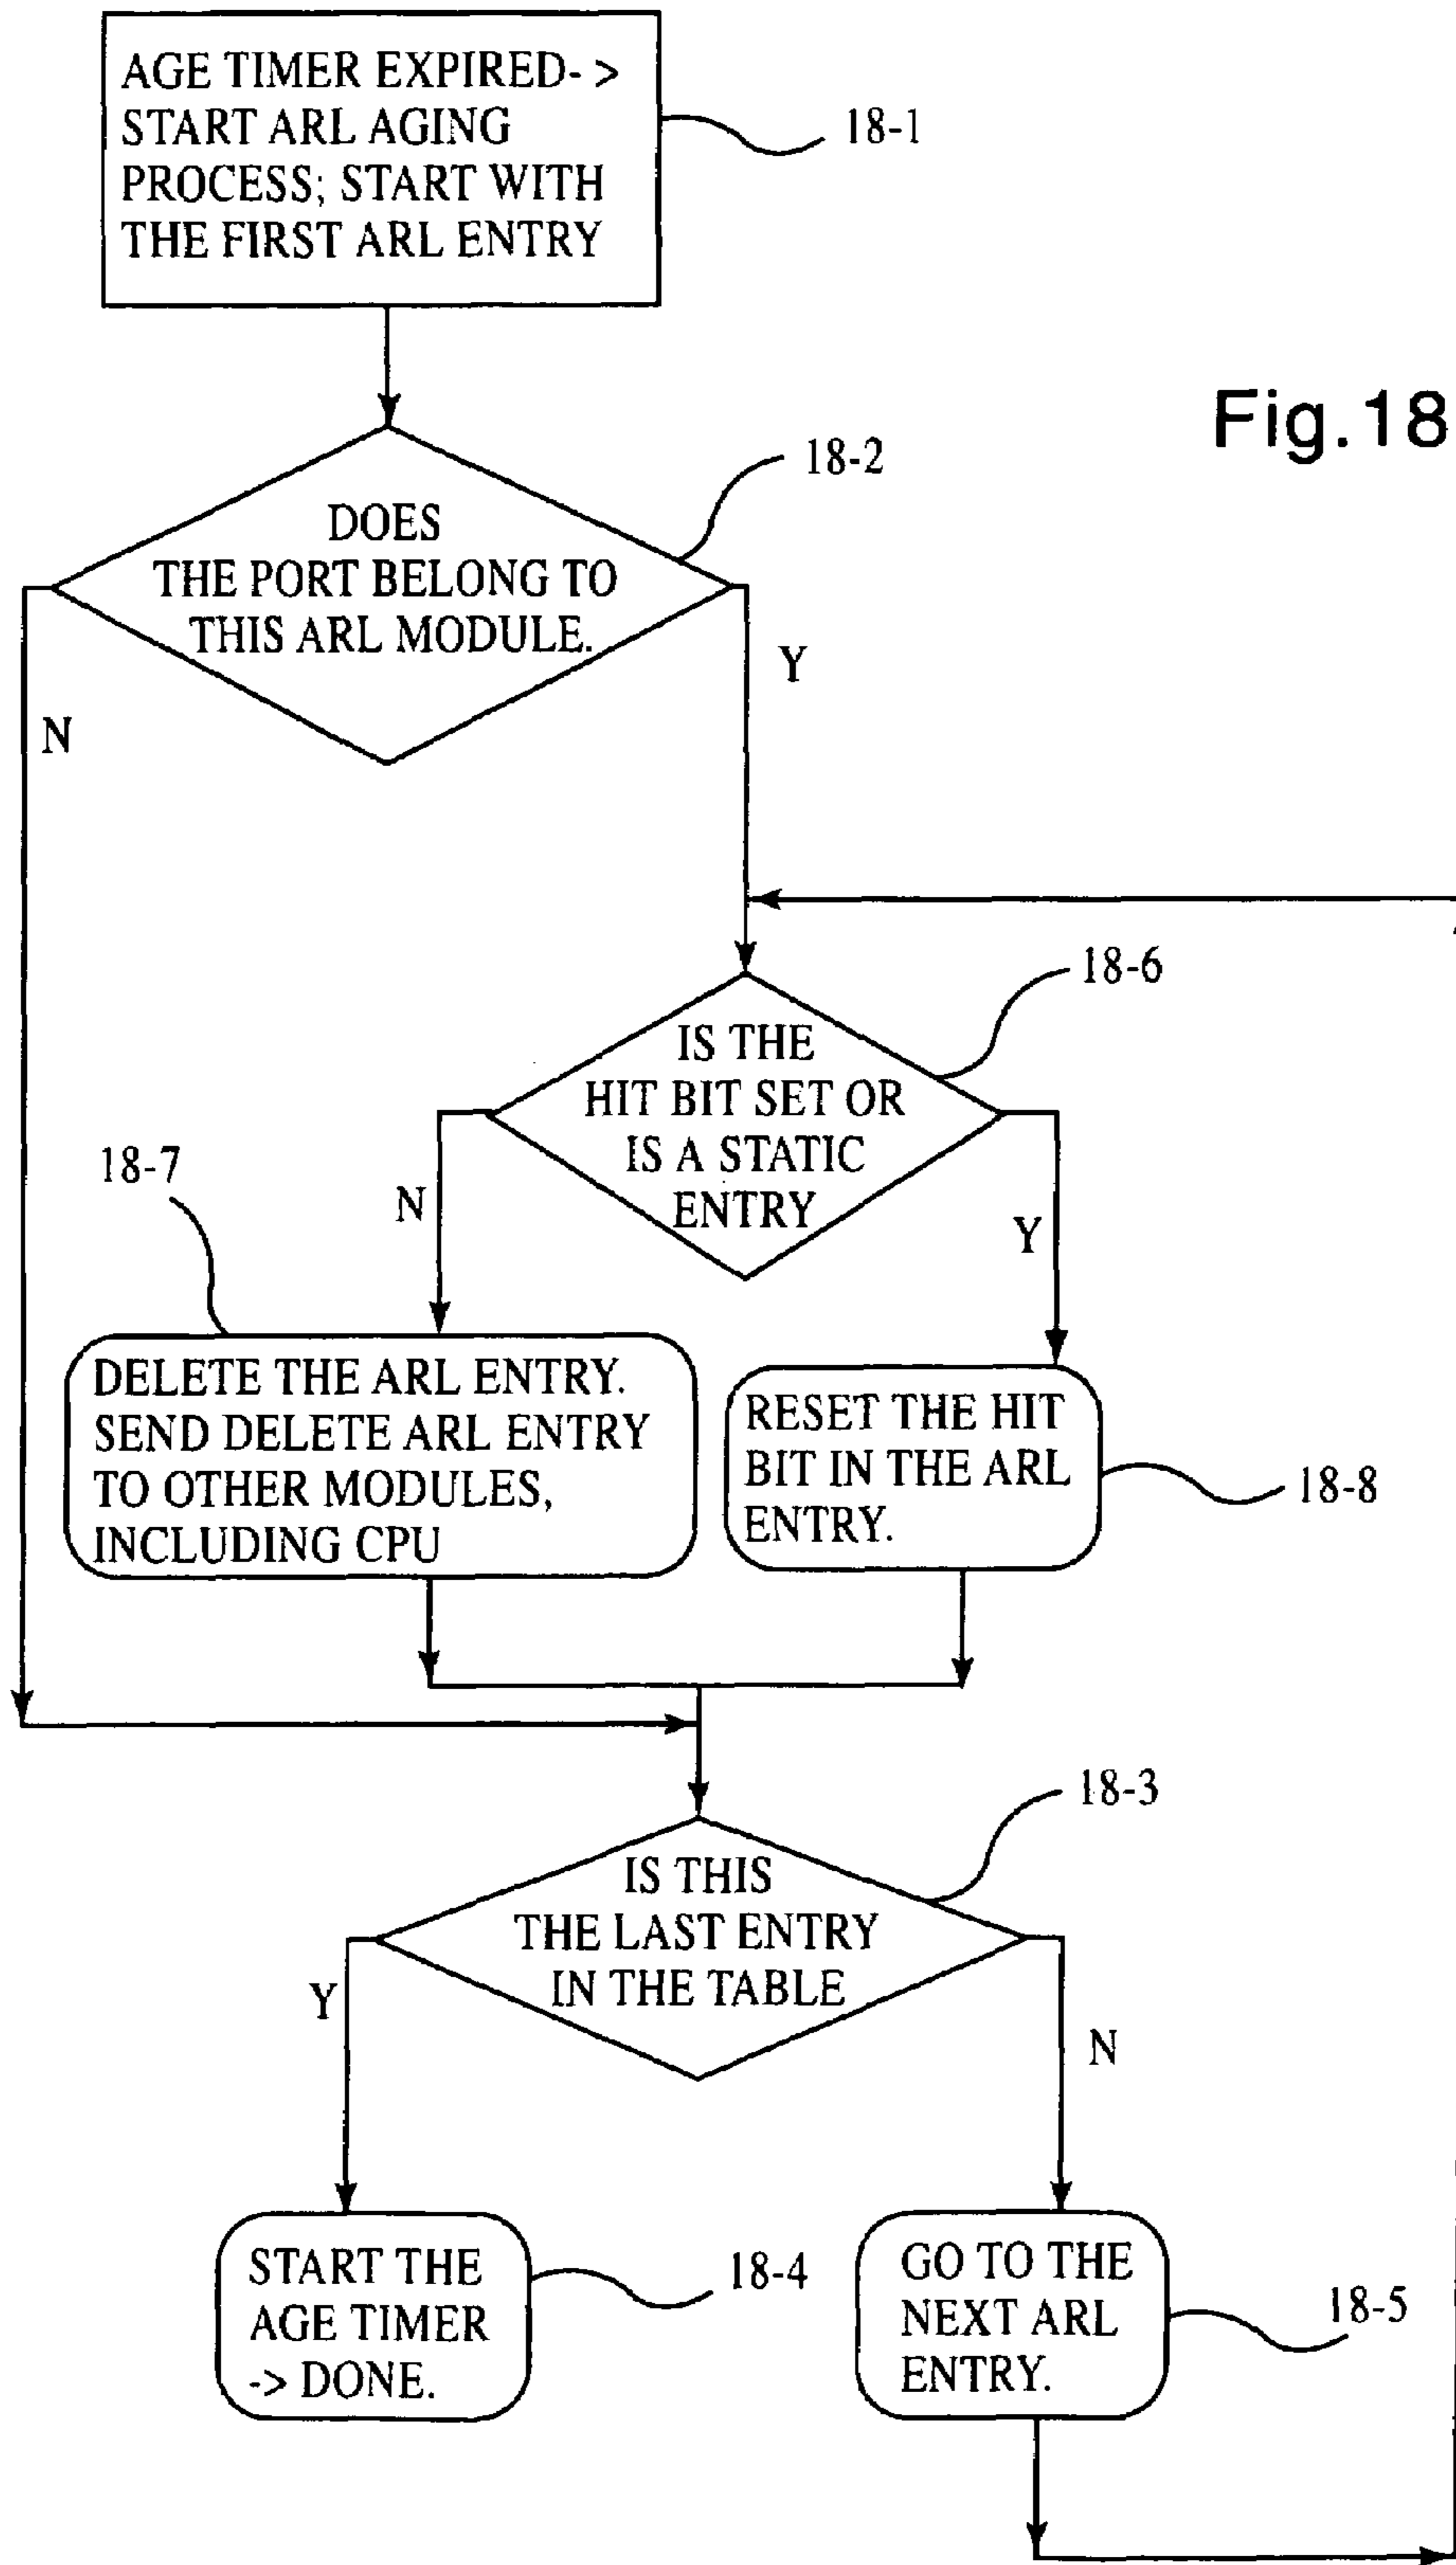 AGE TIMER EXPIRED- >
START ARL AGING
PROCESS; START WITH
THE FIRST ARL ENTRY
18-1
Fig.18
18-2
DOES
THE PORT BELONG TO
THIS ARL MODULE.
Y
N
18-6
IS THE
HIT BIT SET OR
IS A STATIC
ENTRY
18-7
N
Y
DELETE THE ARL ENTRY.
SEND DELETE ARL ENTRY
TO OTHER MODULES,
INCLUDING CPU
RESET THE HIT
BIT IN THE ARL
ENTRY.
18-8
18-3
IS THIS
THE LAST ENTRY
IN THE TABLE
Y
N
START THE
AGE TIMER
-> DONE.
18-4
GO TO THE
NEXT ARL
ENTRY.
18-5